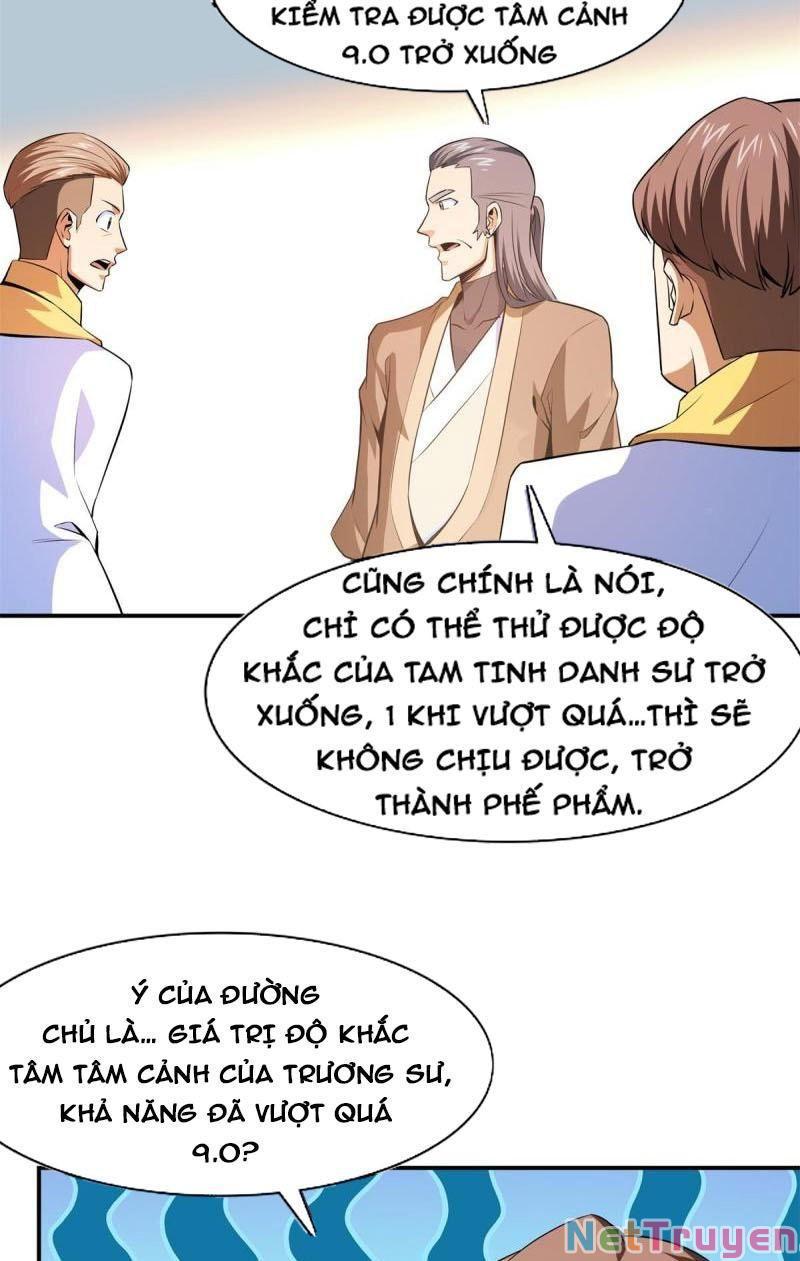 KIỂM TRA ĐƯỢC TÂM CẢNH
9.0 TRỞ XUỐNG
CŨNG CHÍNH LÀ NÓI,
CHỈ CÓ THỂ THỬ ĐƯỢC ĐỘ
KHẮC CỦA TAM TINH DANH SƯ TRỞ
XUỐNG, 1 KHI VƯỢT QUÁ...THÌ SẼ
KHÔNG CHỊU ĐƯỢC, TRỞ
THÀNH PHẾ PHẨM.
Ý CỦA ĐƯỜNG
CHỦ LÀ... GIÁ TRỊ ĐỘ KHẮC
TÂM TÂM CẢNH CỦA TRƯƠNG SƯ,
KHẢ NĂNG ĐÃ VƯỢT QUÁ
9.0?
NetTruyen